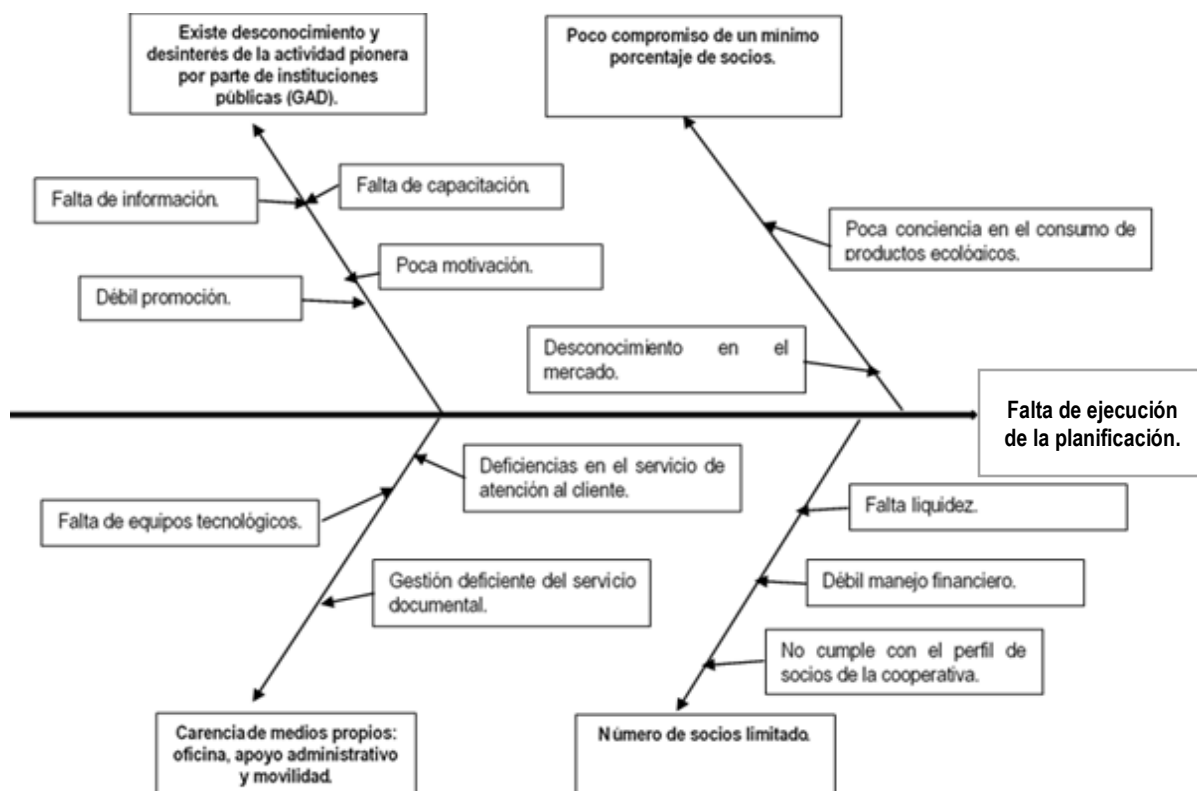 Existe desconocimiento y
desinterés de la actividad pionera
por parte de instituciones
públicas (GAD).
Poco compromiso de un mínimo
porcentaje de socios.
Falta de información.
Falta de capacitación.
Poca motivación.
Débil promoción.
Poca conciencia en el consumo de
productos ecológicos.
Desconocimiento en el
mercado.
Falta de ejecución
de la planificación.
Deficiencias en el servicio de
atención al cliente.
Falta de equipos tecnológicos.
Gestión deficiente del servicio
documental.
Falta liquidez.
Débil manejo financiero.
No cumple con el perfil de
socios de la cooperativa.
Carencia de medios propios:
oficina, apoyo administrativo
y movilidad.
Número de socios limitado.